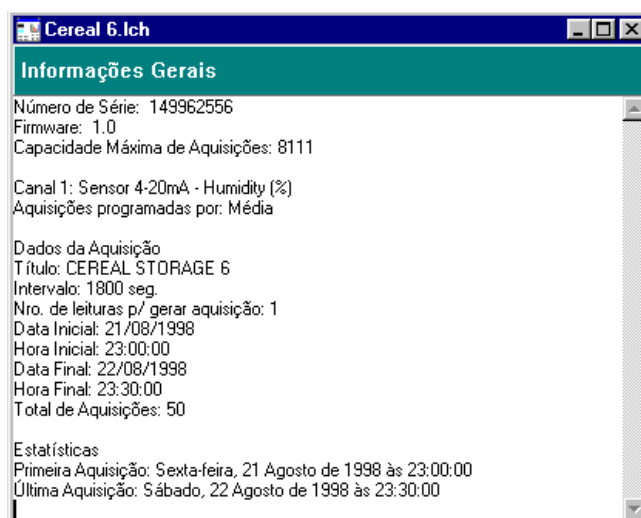 Cereal 6.lch
Informações Gerais
Número de Série: 149962556
Firmware: 1.0
Capacidade Máxima de Aquisições: 8111
Canal 1: Sensor 4-20mA - Humidity (%)
Aquisições programadas por: Média
Dados da Aquisição
Título: CEREAL STORAGE 6
Intervalo: 1800 seg.
Nro. de leituras p/ gerar aquisição: 1
Data Inicial: 21/08/1998
Hora Inicial: 23:00:00
Data Final: 22/08/1998
Hora Final: 23:30:00
Total de Aquisições: 50
Estatísticas
Primeira Aquisição: Sexta-feira, 21 Agosto de 1998 às 23:00:00
Última Aquisição: Sábado, 22 Agosto de 1998 às 23:30:00